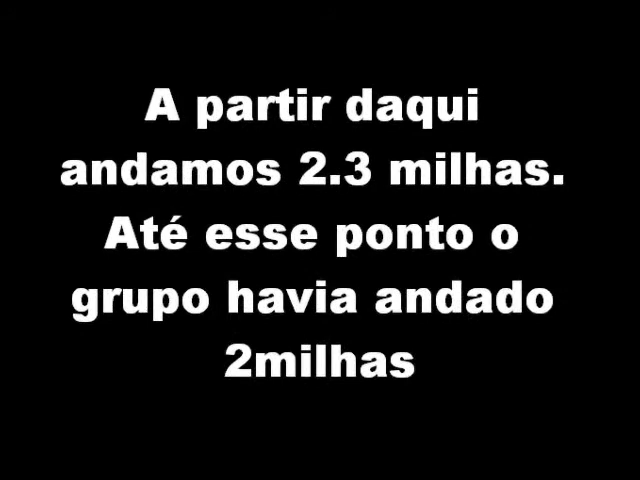 A partir daqui
andamos 2.3 milhas.
Até esse ponto o
grupo havia andado
2milhas